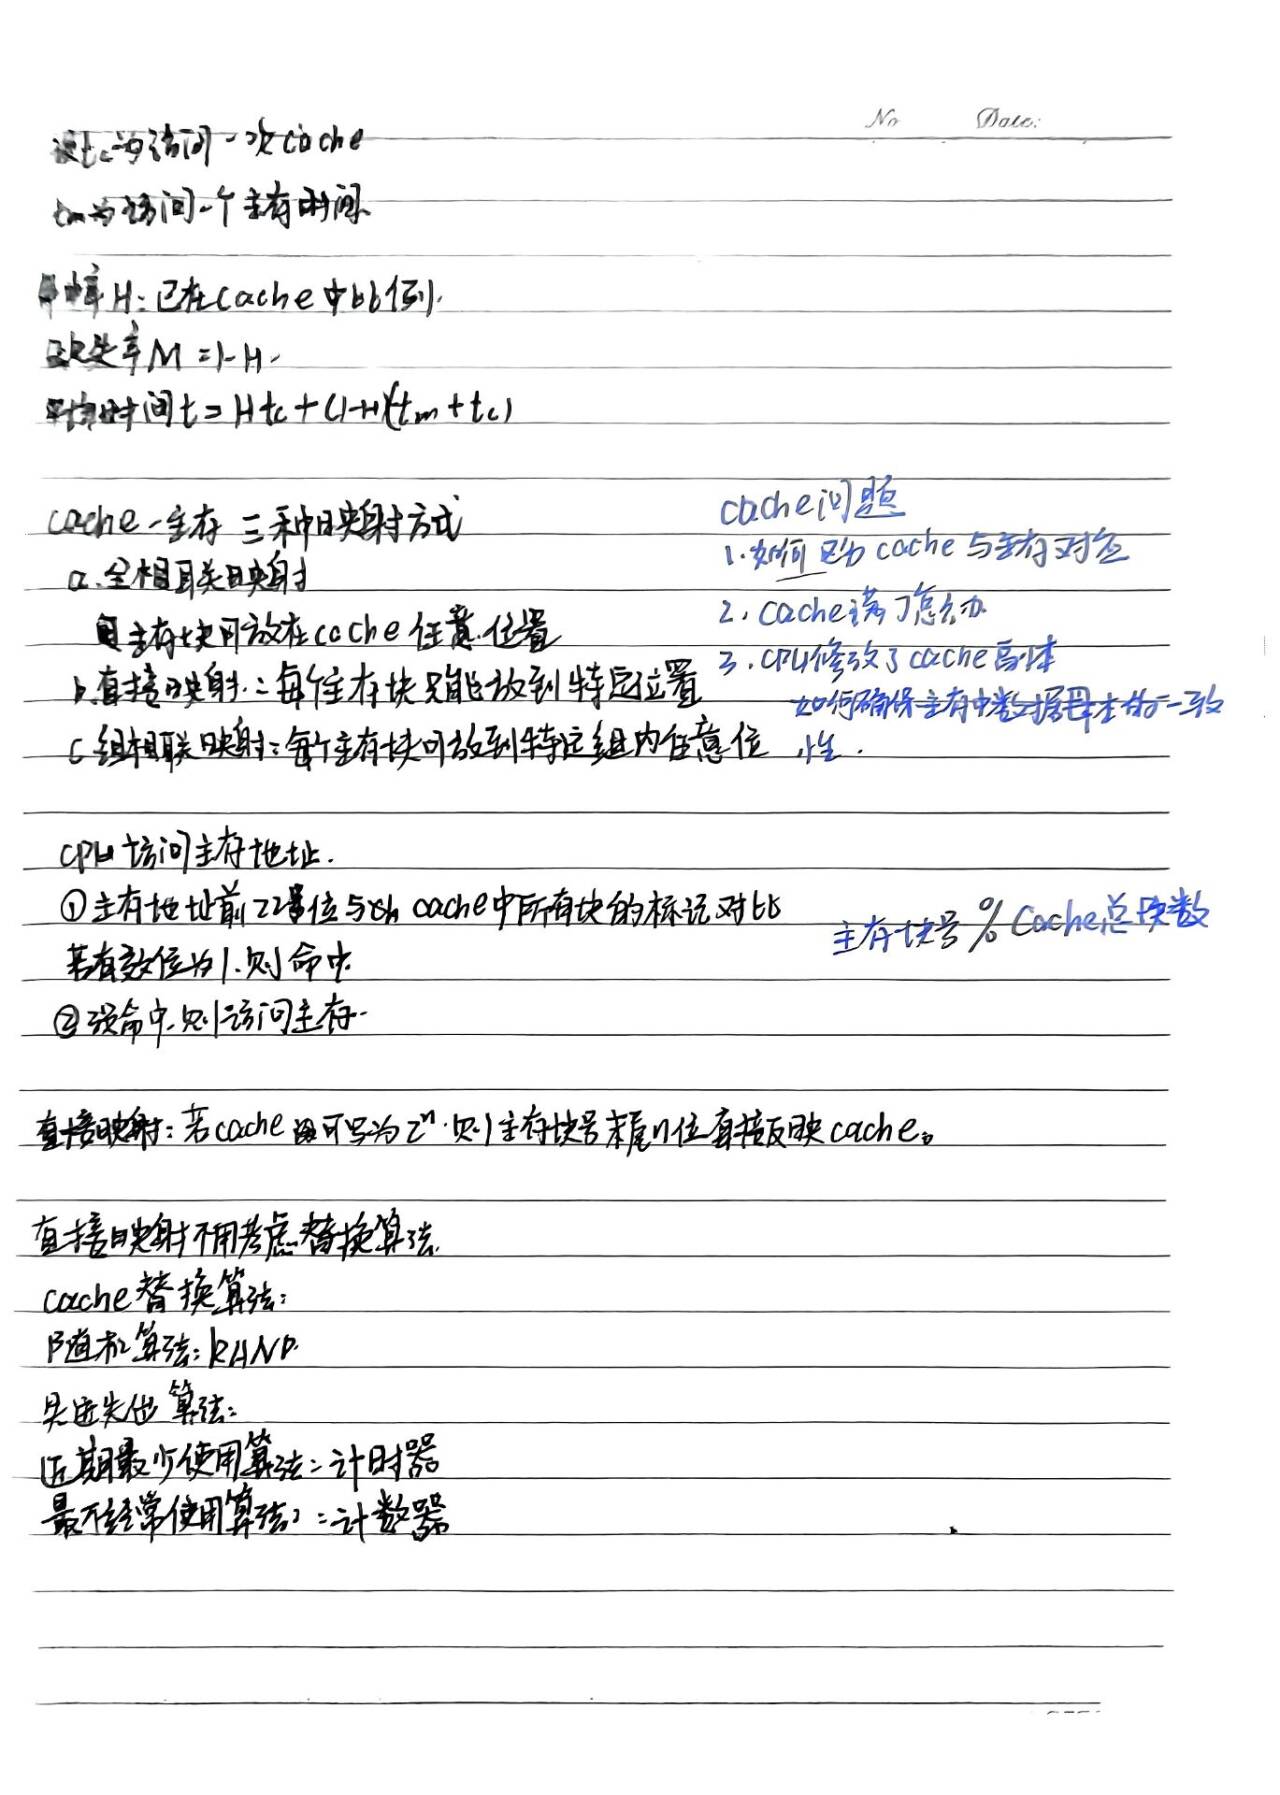 No Date:
设tc为访问一次cache
tm为访问一个主存时间
命中率H:已在cache中比例.
缺失率M=1-H.
平均时间t=Htc+(1-H)(tm+tc)
cache-主存 三种映射方式
a.全相联映射
主存块可放在cache任意位置
b.直接映射:每个主存块只能放到特定位置
c.组相联映射:每个主存块可放到特定组内任意位
cache问题
1.如何区分cache与主存对应
2.cache满了怎么办
3.CPU修改了cache副本
如何确保主存中数据母本的一致
性.
CPU访问主存地址.
①主存地址前22位与cache中所有块的标记对比
若有效位为1.则命中
②没命中.则访问主存.
主存块号%Cache总块数
直接映射:若cache可写为2ⁿ.则主存块号末尾n位直接反映cache。
直接映射不用考虑替换算法.
cache替换算法:
随机算法:RAND.
先进先出算法:
近期最少使用算法:计时器
最不经常使用算法:计数器